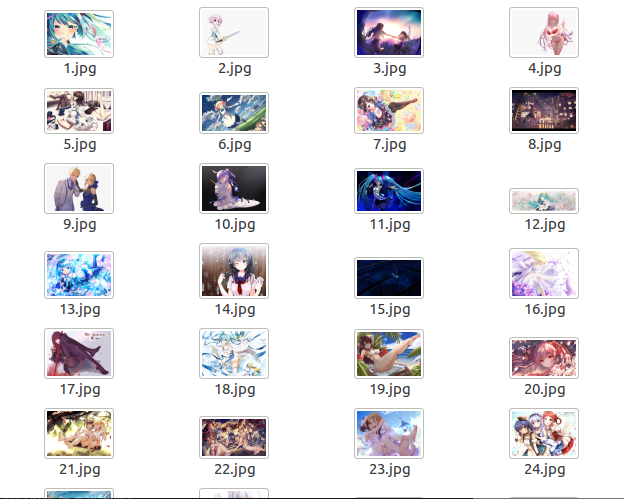 1.jpg 2.jpg 3.jpg 4.jpg
5.jpg 6.jpg 7.jpg 8.jpg
9.jpg 10.jpg 11.jpg 12.jpg
13.jpg 14.jpg 15.jpg 16.jpg
17.jpg 18.jpg 19.jpg 20.jpg
21.jpg 22.jpg 23.jpg 24.jpg